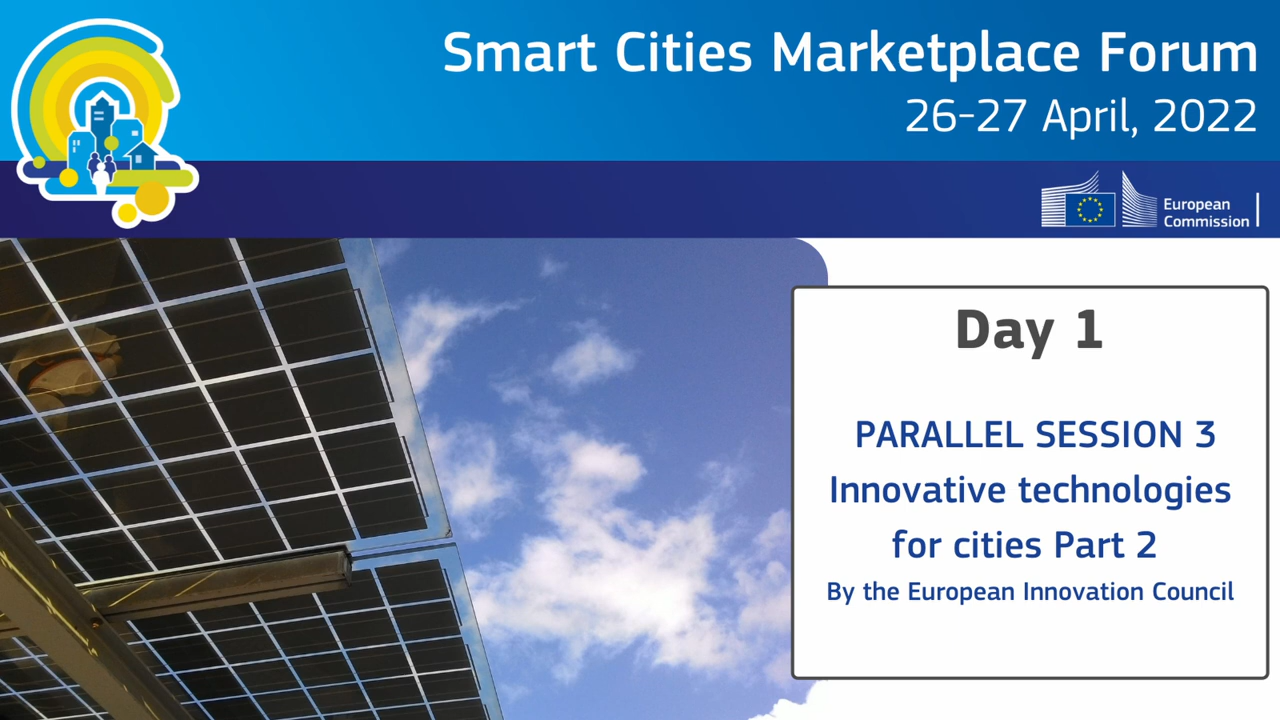 Smart Cities Marketplace Forum
26-27 April, 2022
European
Commission
Day 1
PARALLEL SESSION 3
Innovative technologies
for cities Part 2
By the European Innovation Council